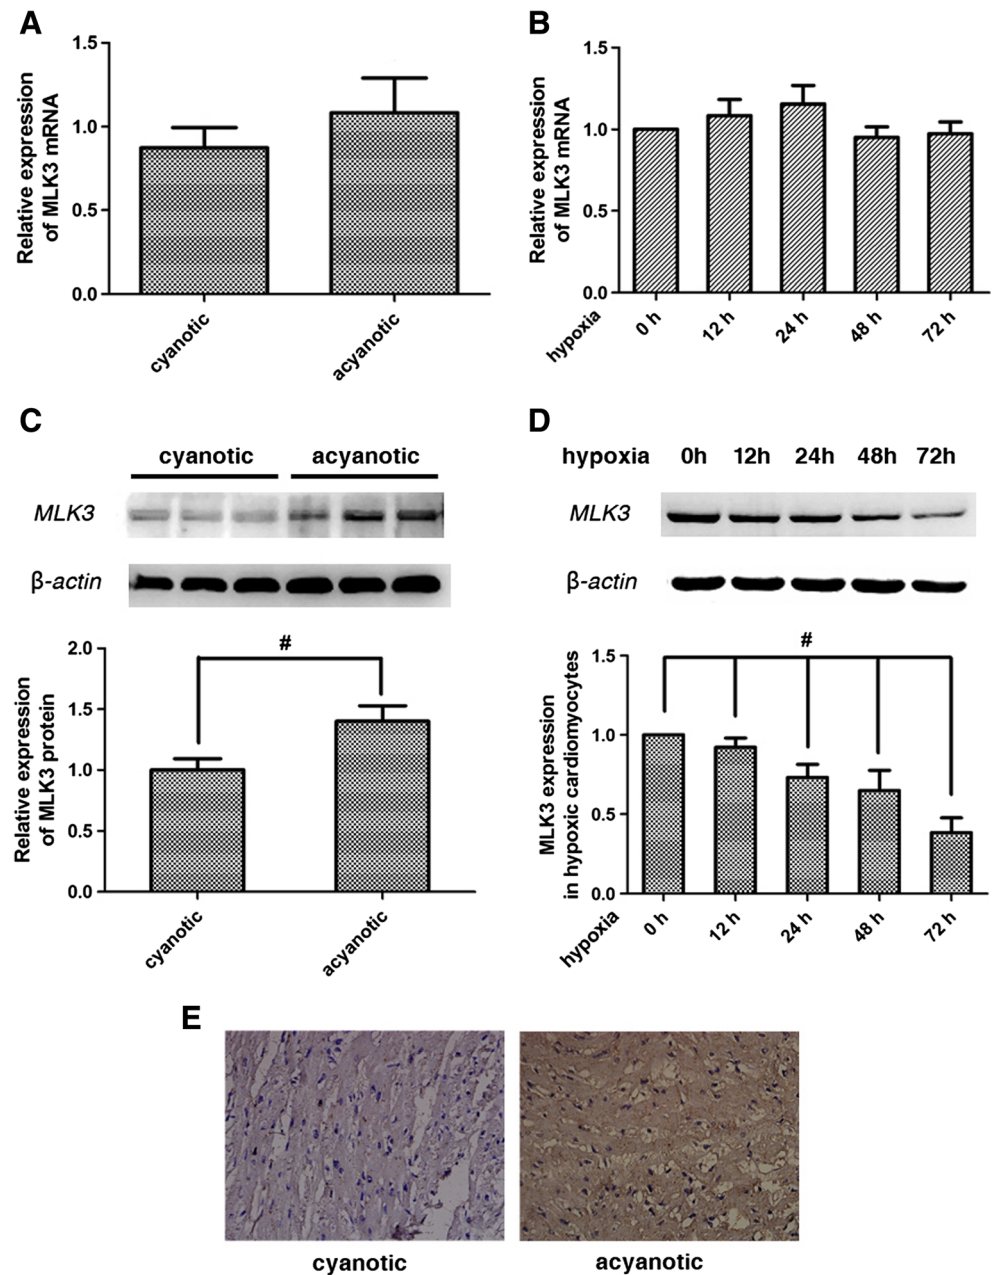 A
Relative expression
of MLK3 mRNA
1.5
1.0
0.5
0.0
cyanotic
acyanotic
B
Relative expression
of MLK3 mRNA
1.5
1.0
0.5
0.0
hypoxia
0 h
12 h
24 h
48 h
72 h
C
cyanotic acyanotic
MLK3
β-actin
#
Relative expression
of MLK3 protein
2.0
1.5
1.0
0.5
0.0
cyanotic
acyanotic
D
hypoxia 0h 12h 24h 48h 72h
MLK3
β-actin
#
MLK3 expression
in hypoxic cardiomyocytes
1.5
1.0
0.5
0.0
hypoxia
0 h
12 h
24 h
48 h
72 h
E
cyanotic
acyanotic